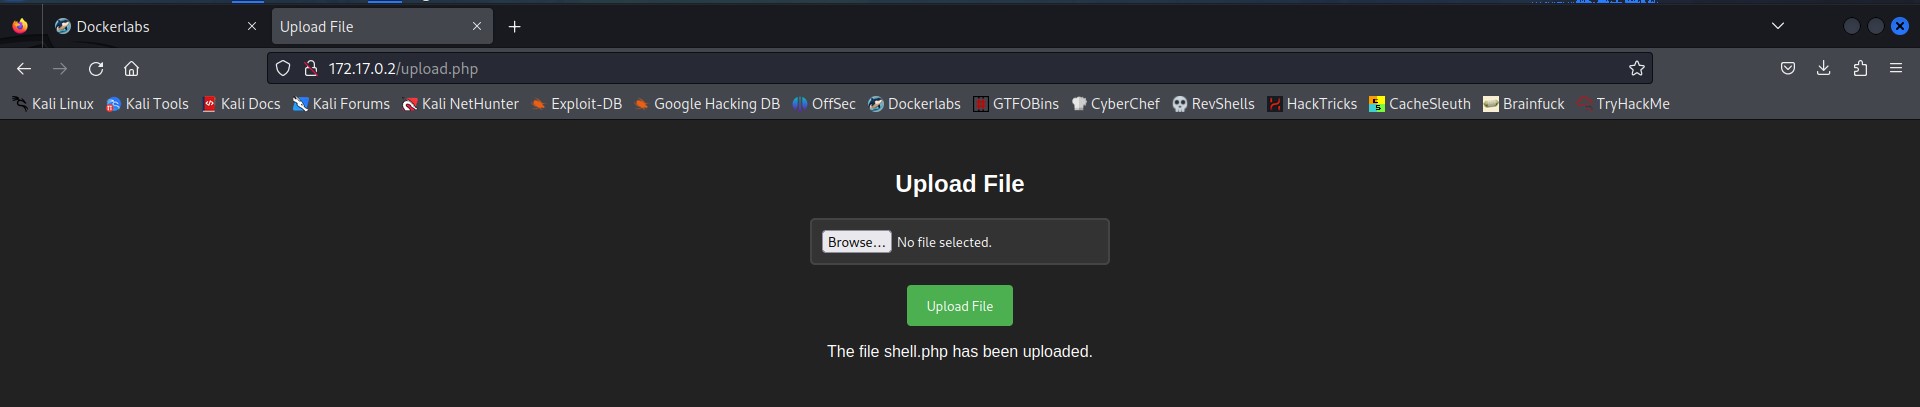 Dockerlabs
Upload File
172.17.0.2/upload.php
Kali Linux Kali Tools Kali Docs Kali Forums Kali NetHunter Exploit-DB Google Hacking DB OffSec Dockerlabs GTFOBins CyberChef RevShells HackTricks CacheSleuth Brainfuck TryHackMe
Upload File
Browse... No file selected.
Upload File
The file shell.php has been uploaded.